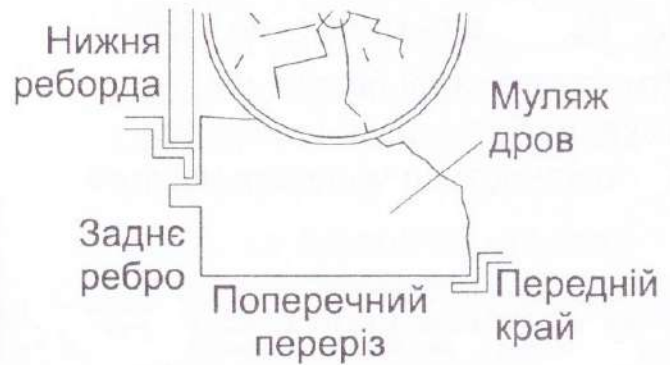 Нижня
реборда
Муляж
дров
Заднє
ребро
Поперечний
переріз
Передній
край